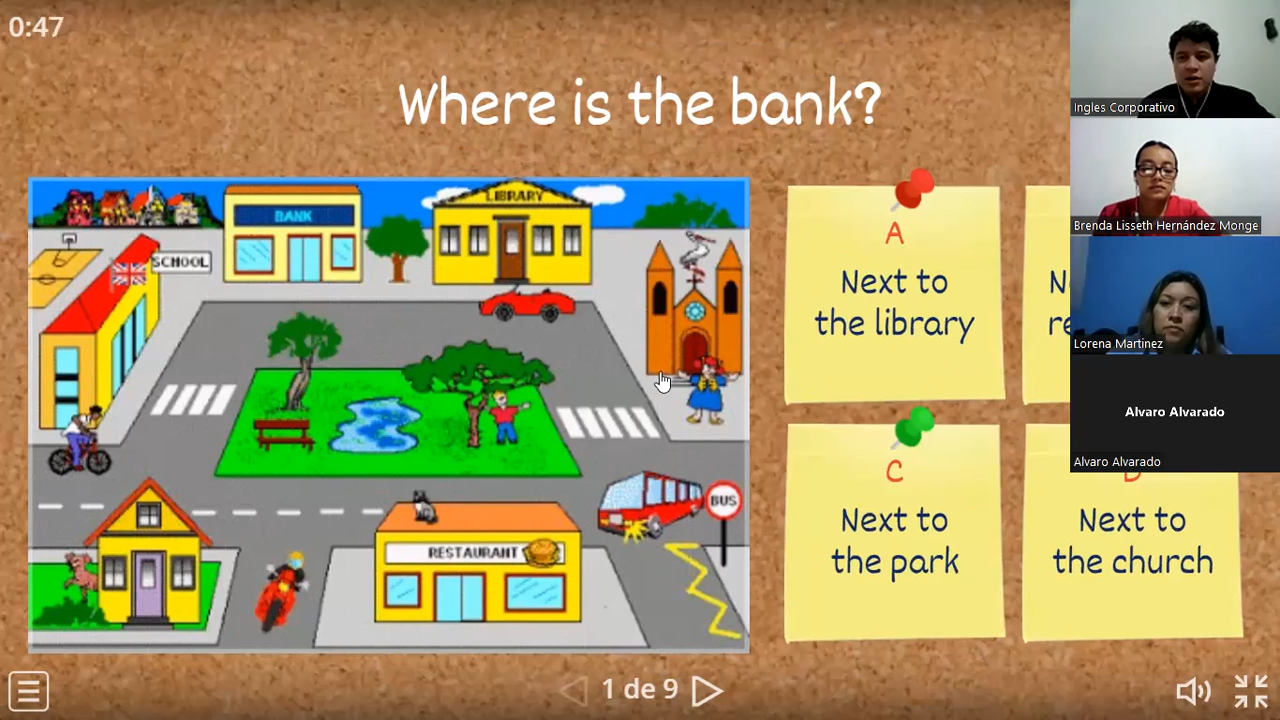 0:47
Where is the bank?
BANK
LIBRARY
SCHOOL
BUS
RESTAURANT
A
Next to
the library
C
Next to
the park
Next to
the church
1 de 9
Ingles Corporativo
Brenda Lisseth Hernández Monge
Lorena Martinez
Alvaro Alvarado
Alvaro Alvarado